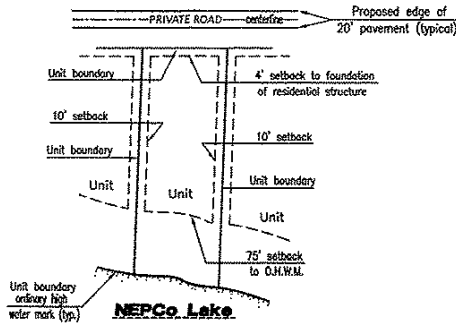 PRIVATE ROAD
centerline
Proposed edge of
20' pavement (typical)
Unit boundary
4' setback to foundation
of residential structure
10' setback
10' setback
Unit boundary
Unit boundary
Unit
Unit
Unit
75' setback
to O.H.W.M.
Unit boundary
ordinary high
water mark (typ.)
NEPCo Lake